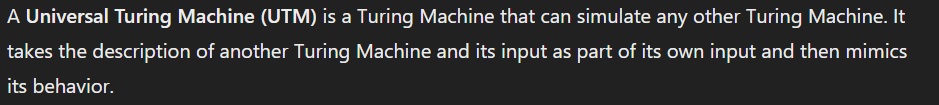 A Universal Turing Machine (UTM) is a Turing Machine that can simulate any other Turing Machine. It
takes the description of another Turing Machine and its input as part of its own input and then mimics
its behavior.